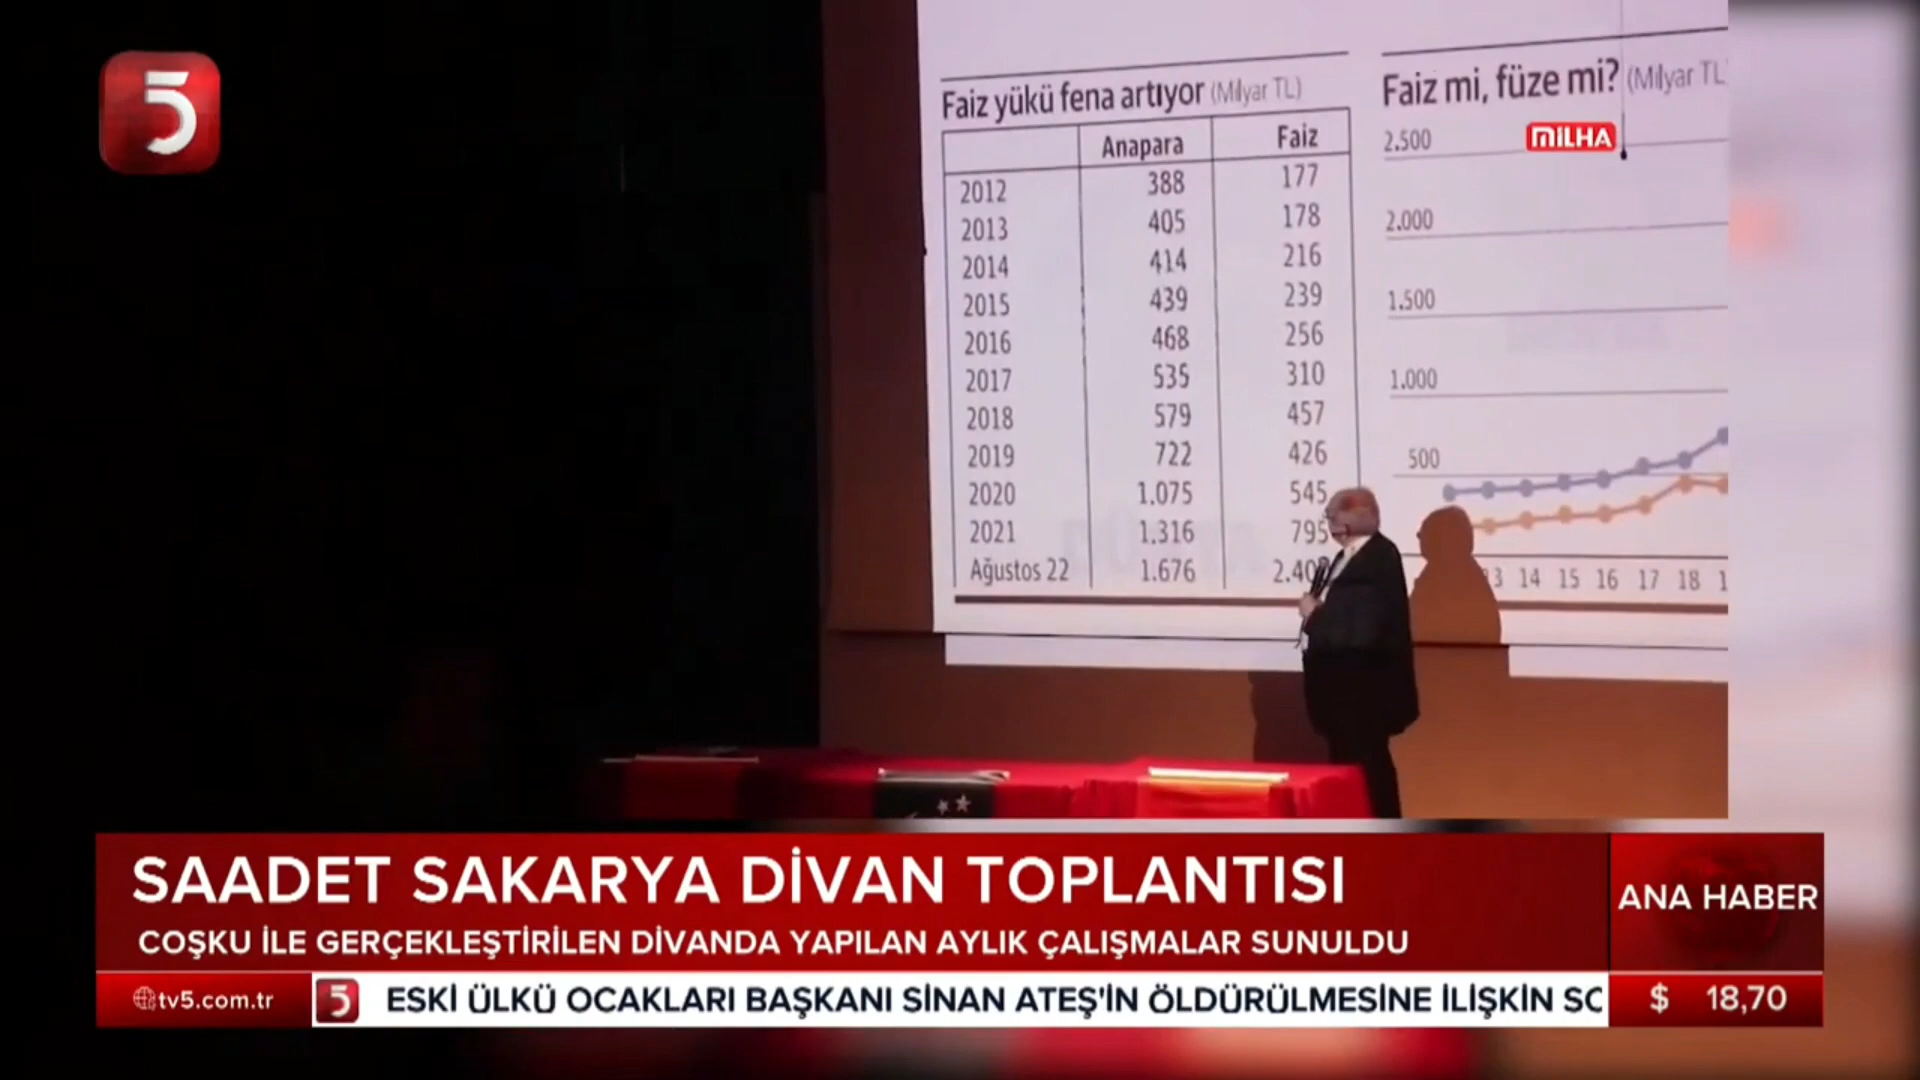 5
Faiz yükü fena artıyor (Milyar TL)
Anapara Faiz
2012 388 177
2013 405 178
2014 414 216
2015 439 239
2016 468 256
2017 535 310
2018 579 457
2019 722 426
2020 1.075 545
2021 1.316 795
Ağustos 22 1.676
Faiz mi, füze mi? (Milyar TL
MİLHA
2.500
2.000
1.500
1.000
500
14 15 16 17 18
SAADET SAKARYA DİVAN TOPLANTISI
COŞKU İLE GERÇEKLEŞTİRİLEN DİVANDA YAPILAN AYLIK ÇALIŞMALAR SUNULDU
ANA HABER
tv5.com.tr
5 ESKİ ÜLKÜ OCAKLARI BAŞKANI SİNAN ATEŞ'İN ÖLDÜRÜLMESİNE İLİŞKİN
$ 18,70